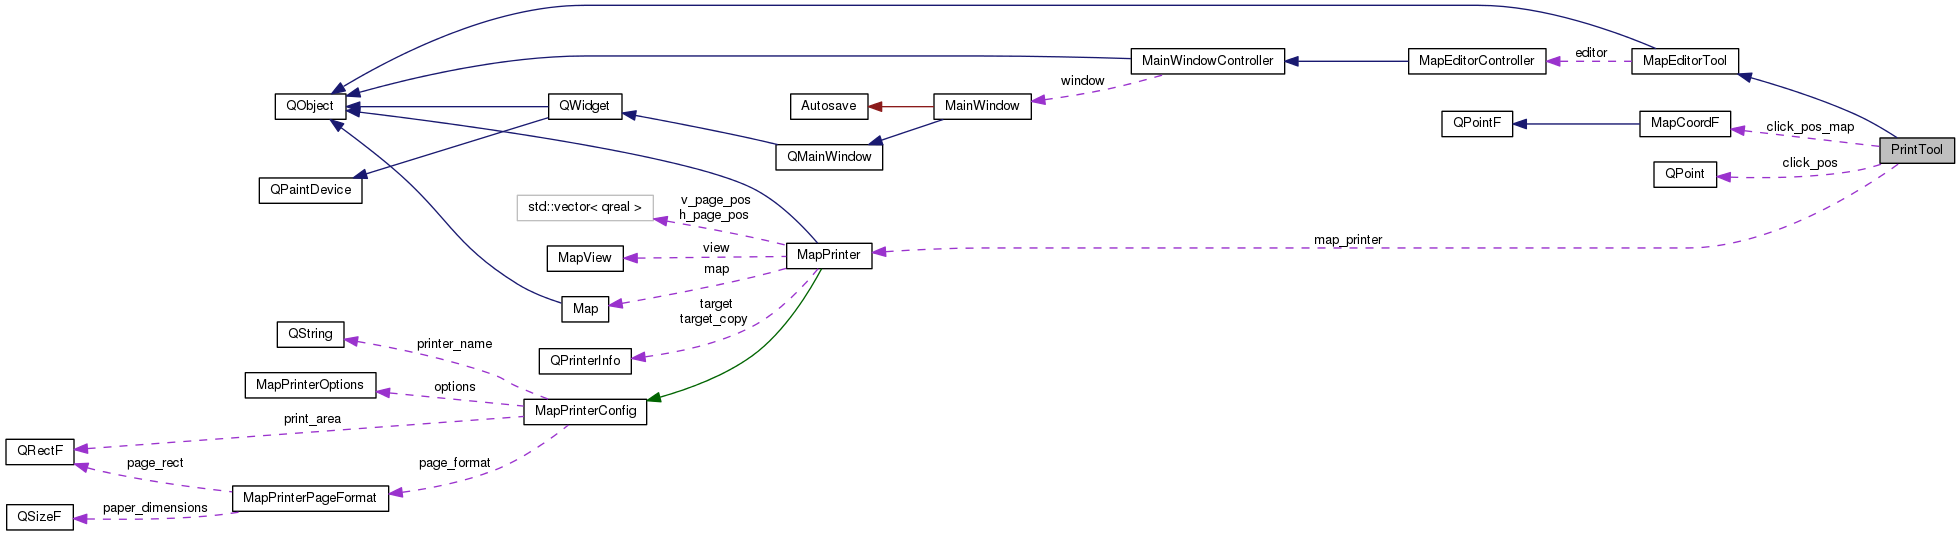 editor
MainWindowController
MapEditorController
MapEditorTool
window
QObject
QWidget
Autosave
MainWindow
QPointF
MapCoordF
click_pos_map
PrintTool
QMainWindow
click_pos
QPoint
QPaintDevice
std::vector< qreal >
v_page_pos
h_page_pos
map_printer
view
MapView
MapPrinter
map
Map
target
target_copy
QString
printer_name
QPrinterInfo
MapPrinterOptions
options
MapPrinterConfig
print_area
QRectF
page_rect
page_format
MapPrinterPageFormat
paper_dimensions
QSizeF